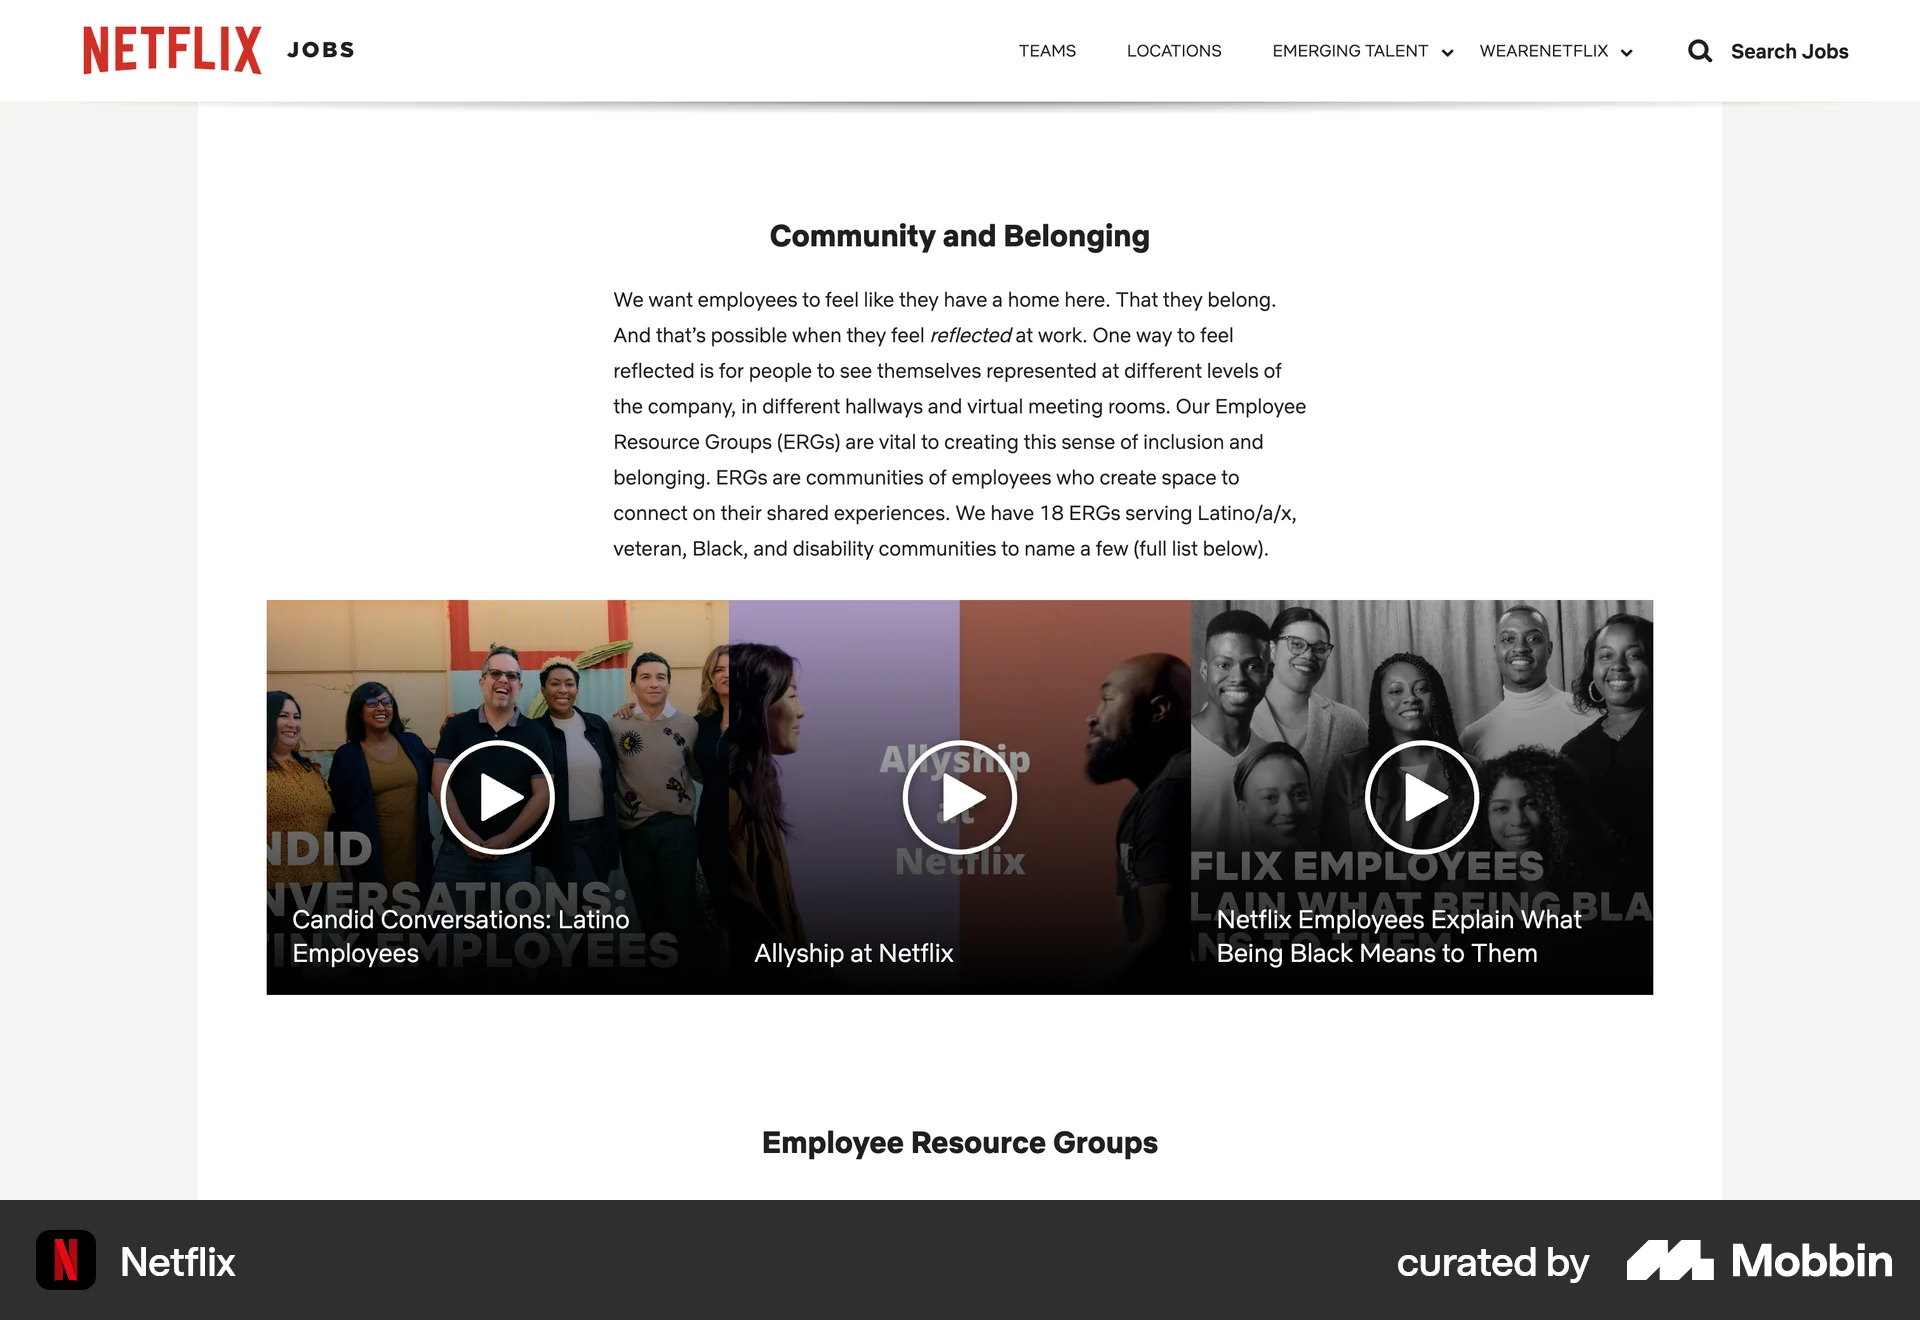 NETFLIX JOBS
TEAMS LOCATIONS EMERGING TALENT WEARENETFLIX Search Jobs
Community and Belonging
We want employees to feel like they have a home here. That they belong.
And that’s possible when they feel reflected at work. One way to feel
reflected is for people to see themselves represented at different levels of
the company, in different hallways and virtual meeting rooms. Our Employee
Resource Groups (ERGs) are vital to creating this sense of inclusion and
belonging. ERGs are communities of employees who create space to
connect on their shared experiences. We have 18 ERGs serving Latino/a/x,
veteran, Black, and disability communities to name a few (full list below).
NDID
NVERSATIONS:
INX EMPLOYEES
Candid Conversations: Latino
Employees
Allyship
at
Netflix
Allyship at Netflix
FLIX EMPLOYEES
LAIN WHAT BEING BLA
NS TO THEM
Netflix Employees Explain What
Being Black Means to Them
Employee Resource Groups
N Netflix
curated by Mobbin